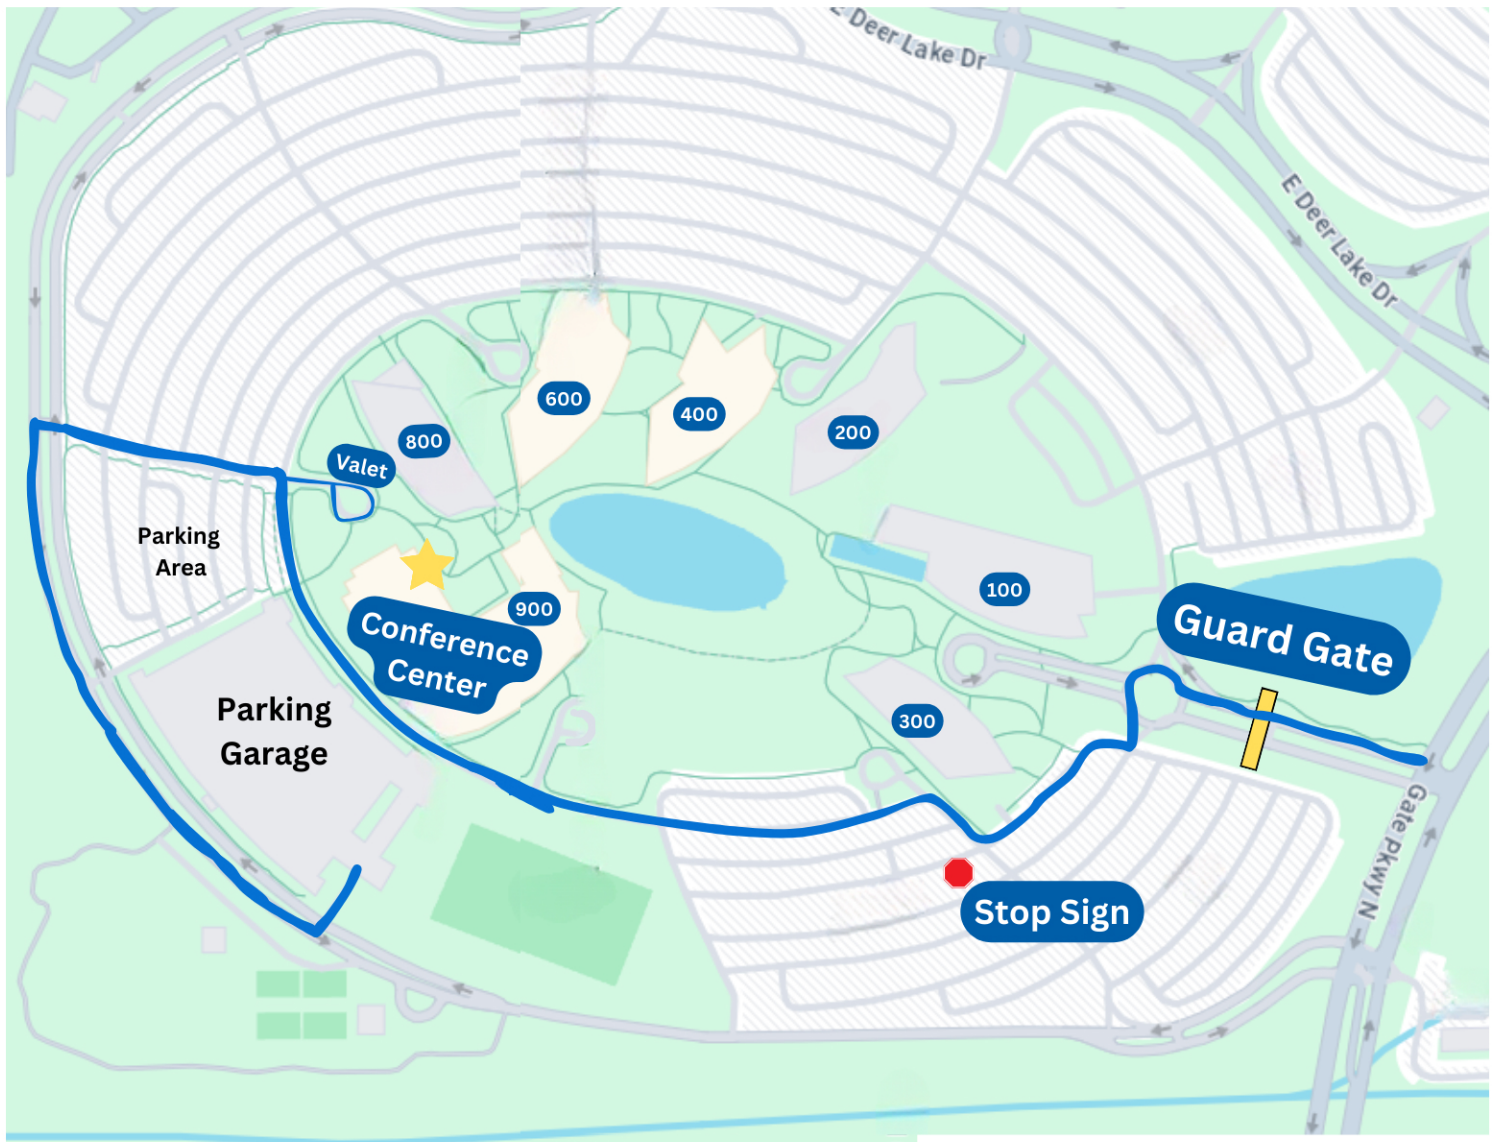 E Deer Lake Dr
E Deer Lake Dr
600
400
200
800
Valet
Parking
Area
100
900
Conference
Center
Guard Gate
Parking
Garage
300
Gate Pkwy N
Stop Sign